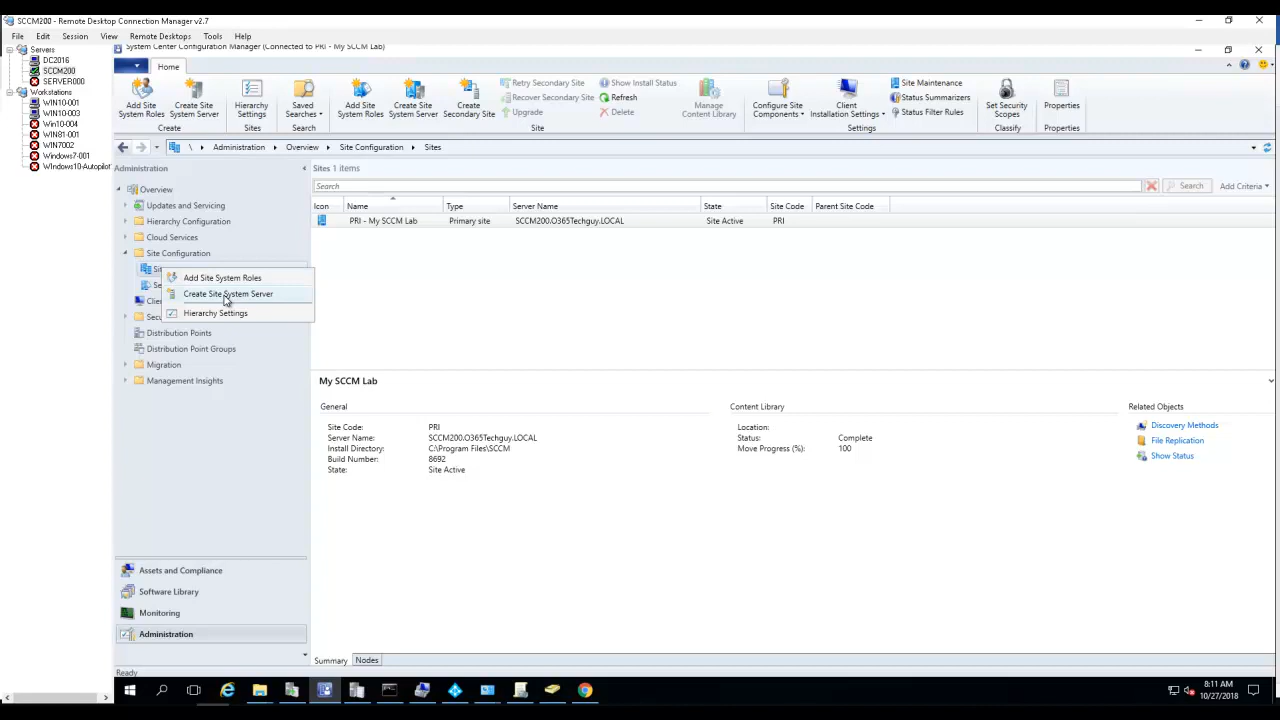 SCCM200 - Remote Desktop Connection Manager v2.7
File Edit Session View Remote Desktops Tools Help
Servers
DC2016
SCCM200
SERVER000
Workstations
WIN10-001
WIN10-003
Win10-004
WIN81-001
WIN7002
Windows7-001
Windows10-Autopilot
System Center Configuration Manager (Connected to PRI - My SCCM Lab)
Home
Add Site System Roles
Create Site System Server
Create
Hierarchy Settings
Sites
Saved Searches
Search
Add Site System Roles
Create Site System Server
Create Secondary Site
Retry Secondary Site
Recover Secondary Site
Upgrade
Show Install Status
Refresh
Delete
Site
Manage Content Library
Configure Site Components
Client Installation Settings
Site Maintenance
Status Summarizers
Status Filter Rules
Settings
Set Security Scopes
Classify
Properties
Properties
\ Administration Overview Site Configuration Sites
Administration
Overview
Updates and Servicing
Hierarchy Configuration
Cloud Services
Site Configuration
Sit
Se
Clie
Secu
Distribution Points
Distribution Point Groups
Migration
Management Insights
Add Site System Roles
Create Site System Server
Hierarchy Settings
Assets and Compliance
Software Library
Monitoring
Administration
Ready
Sites 1 items
Search
Search
Add Criteria
Icon Name Type Server Name State Site Code Parent Site Code
PRI - My SCCM Lab Primary site SCCM200.O365Techguy.LOCAL Site Active PRI
My SCCM Lab
General
Site Code: PRI
Server Name: SCCM200.O365Techguy.LOCAL
Install Directory: C:\Program Files\SCCM
Build Number: 8692
State: Site Active
Content Library
Location:
Status: Complete
Move Progress (%): 100
Related Objects
Discovery Methods
File Replication
Show Status
Summary Nodes
8:11 AM
10/27/2018